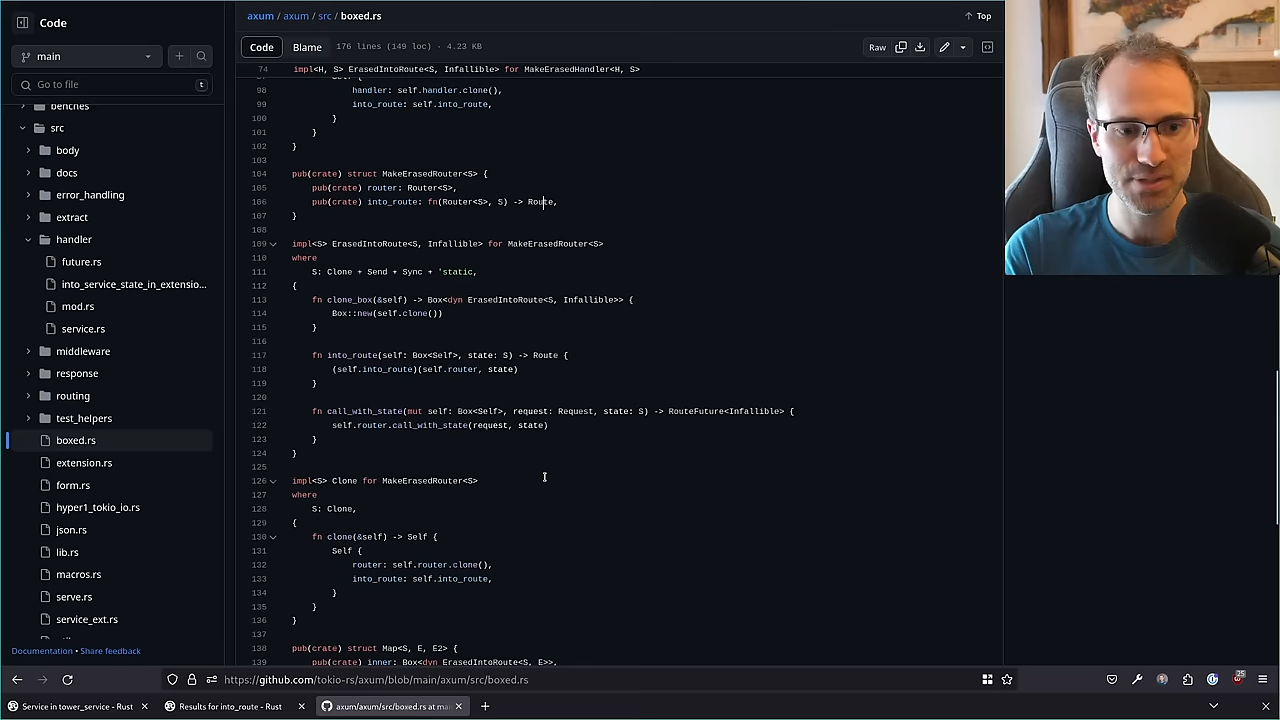 Code
axum / axum / src / boxed.rs
Top
main
Code
Blame
176 lines (149 loc) · 4.23 KB
Raw
Go to file
t
74 impl<H, S> ErasedIntoRoute<S, Infallible> for MakeErasedHandler<H, S>
benches
src
body
docs
error_handling
extract
handler
future.rs
into_service_state_in_extensio...
mod.rs
service.rs
middleware
response
routing
test_helpers
boxed.rs
extension.rs
form.rs
hyper1_tokio_io.rs
json.rs
lib.rs
macros.rs
serve.rs
service_ext.rs
Documentation • Share feedback
98 handler: self.handler.clone(),
99 into_route: self.into_route,
100 }
101 }
102 }
103
104 pub(crate) struct MakeErasedRouter<S> {
105 pub(crate) router: Router<S>,
106 pub(crate) into_route: fn(Router<S>, S) -> Route,
107 }
108
109 impl<S> ErasedIntoRoute<S, Infallible> for MakeErasedRouter<S>
110 where
111 S: Clone + Send + Sync + 'static,
112 {
113 fn clone_box(&self) -> Box<dyn ErasedIntoRoute<S, Infallible>> {
114 Box::new(self.clone())
115 }
116
117 fn into_route(self: Box<Self>, state: S) -> Route {
118 (self.into_route)(self.router, state)
119 }
120
121 fn call_with_state(mut self: Box<Self>, request: Request, state: S) -> RouteFuture<Infallible> {
122 self.router.call_with_state(request, state)
123 }
124 }
125
126 impl<S> Clone for MakeErasedRouter<S>
127 where
128 S: Clone,
129 {
130 fn clone(&self) -> Self {
131 Self {
132 router: self.router.clone(),
133 into_route: self.into_route,
134 }
135 }
136 }
137
138 pub(crate) struct Map<S, E, E2> {
139 pub(crate) inner: Box<dyn ErasedIntoRoute<S, E>>,
https://github.com/tokio-rs/axum/blob/main/axum/src/boxed.rs
25
Service in tower_service - Rust
Results for into_route - Rust
axum/axum/src/boxed.rs at ma